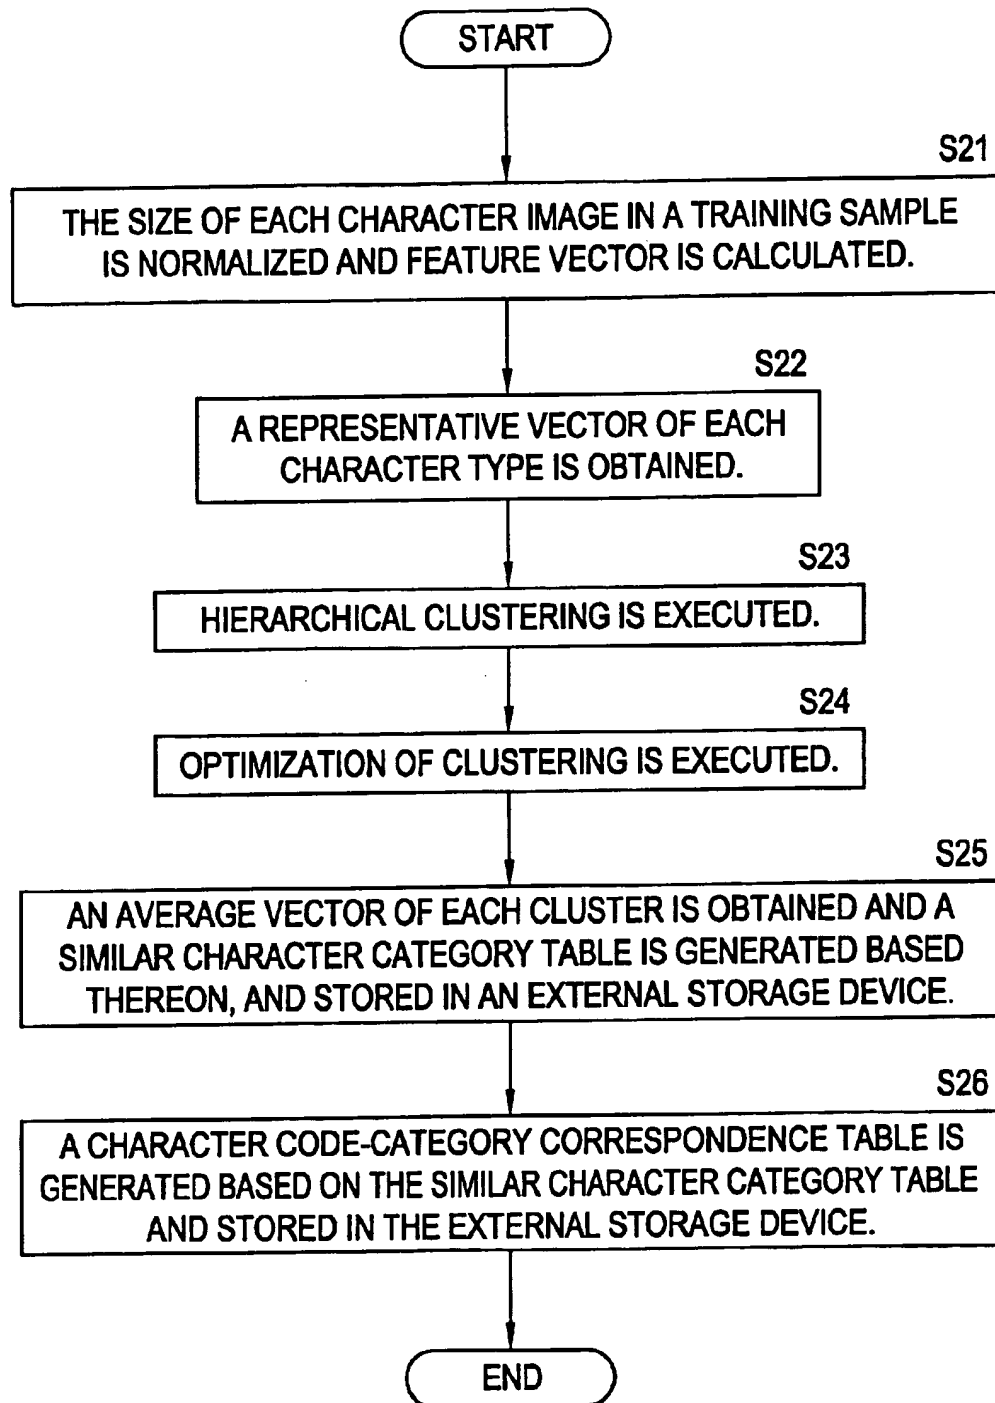 START
S21
THE SIZE OF EACH CHARACTER IMAGE IN A TRAINING SAMPLE
IS NORMALIZED AND FEATURE VECTOR IS CALCULATED.
S22
A REPRESENTATIVE VECTOR OF EACH
CHARACTER TYPE IS OBTAINED.
S23
HIERARCHICAL CLUSTERING IS EXECUTED.
S24
OPTIMIZATION OF CLUSTERING IS EXECUTED.
S25
AN AVERAGE VECTOR OF EACH CLUSTER IS OBTAINED AND A
SIMILAR CHARACTER CATEGORY TABLE IS GENERATED BASED
THEREON, AND STORED IN AN EXTERNAL STORAGE DEVICE.
S26
A CHARACTER CODE-CATEGORY CORRESPONDENCE TABLE IS
GENERATED BASED ON THE SIMILAR CHARACTER CATEGORY TABLE
AND STORED IN THE EXTERNAL STORAGE DEVICE.
END